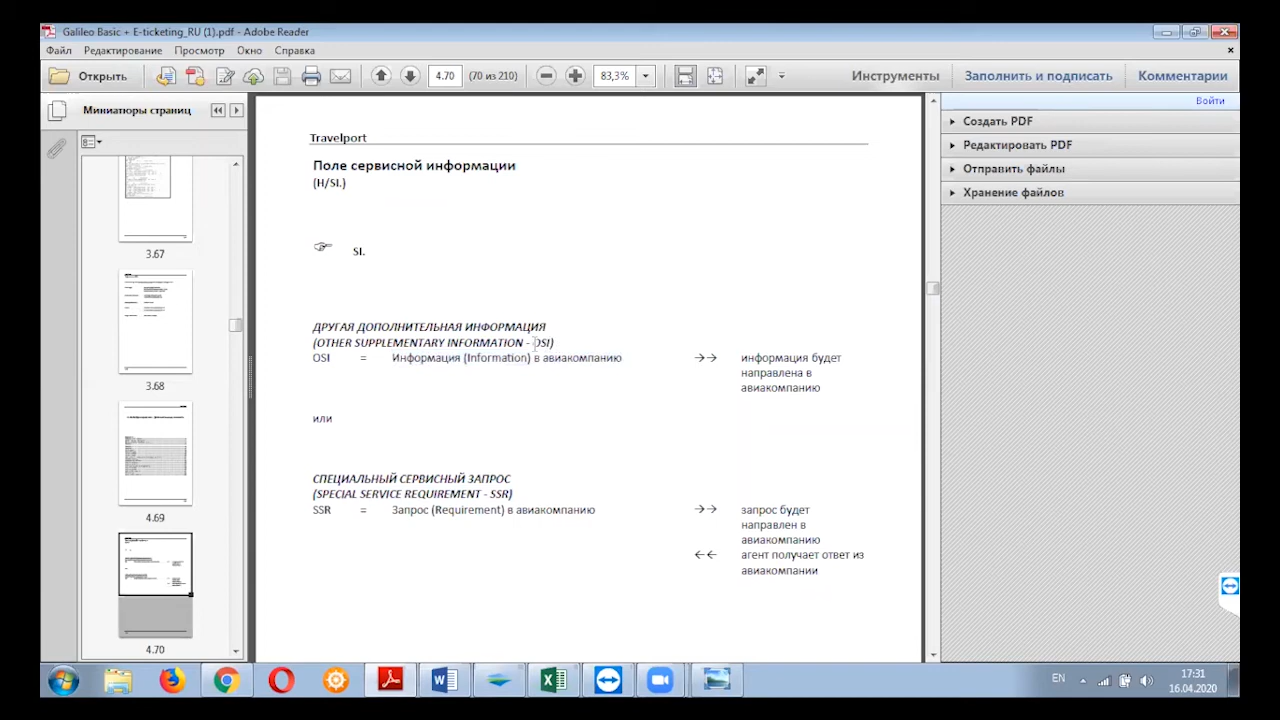 Galileo Basic + E-ticketing_RU (1).pdf - Adobe Reader
Файл Редактирование Просмотр Окно Справка
Открыть 4.70 (70 из 210) 83,3% Инструменты Заполнить и подписать Комментарии
Войти
Миниатюры страниц
Создать PDF
Редактировать PDF
Отправить файлы
Хранение файлов
3.67
3.68
4.69
4.70
Travelport
Поле сервисной информации
(H/SI.)
SI.
ДРУГАЯ ДОПОЛНИТЕЛЬНАЯ ИНФОРМАЦИЯ
(OTHER SUPPLEMENTARY INFORMATION - OSI)
OSI = Информация (Information) в авиакомпанию →→ информация будет
направлена в
авиакомпанию
или
СПЕЦИАЛЬНЫЙ СЕРВИСНЫЙ ЗАПРОС
(SPECIAL SERVICE REQUIREMENT - SSR)
SSR = Запрос (Requirement) в авиакомпанию →→ запрос будет
направлен в
авиакомпанию
←← агент получает ответ из
авиакомпании
EN
17:31
16.04.2020